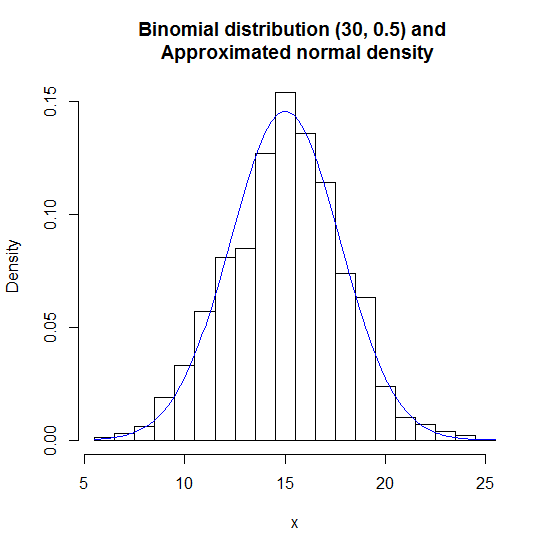 Binomial distribution (30, 0.5) and
Approximated normal density
0.15
0.10
0.05
0.00
Density
5 10 15 20 25
x